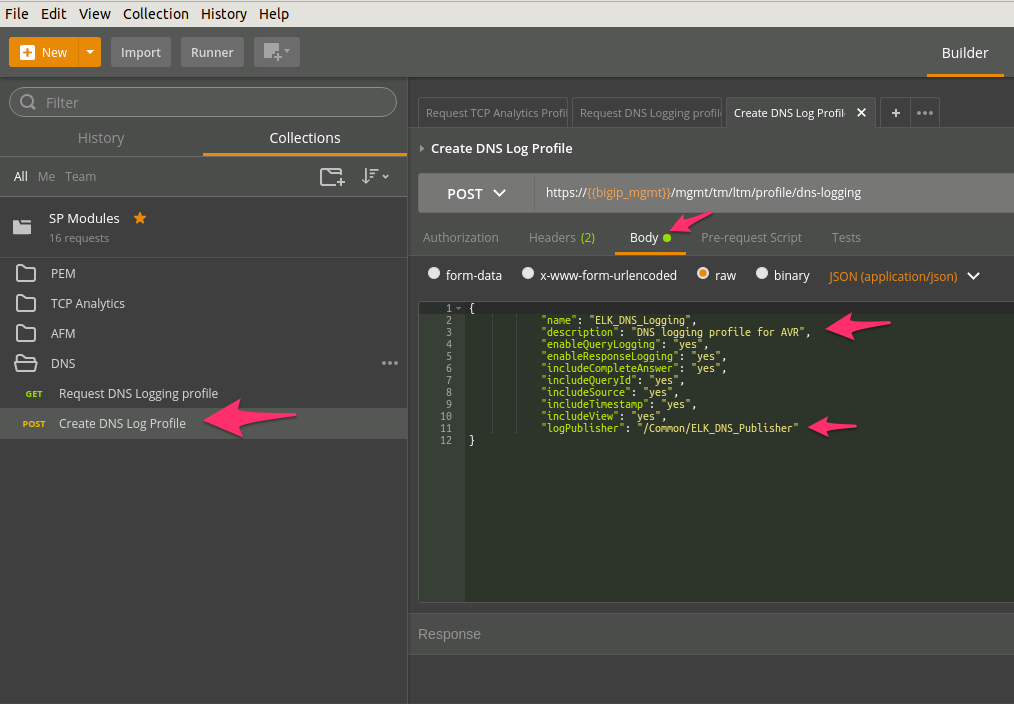 File Edit View Collection History Help
New Import Runner Builder
Filter
History Collections
All Me Team
SP Modules
16 requests
PEM
TCP Analytics
AFM
DNS
GET Request DNS Logging profile
POST Create DNS Log Profile
Request TCP Analytics Profil Request DNS Logging profil Create DNS Log Profil
Create DNS Log Profile
POST https://{{bigip_mgmt}}/mgmt/tm/ltm/profile/dns-logging
Authorization Headers (2) Body Pre-request Script Tests
form-data x-www-form-urlencoded raw binary JSON (application/json)
1 {
2 "name": "ELK_DNS_Logging",
3 "description": "DNS logging profile for AVR",
4 "enableQueryLogging": "yes",
5 "enableResponseLogging": "yes",
6 "includeCompleteAnswer": "yes",
7 "includeQueryId": "yes",
8 "includeSource": "yes",
9 "includeTimestamp": "yes",
10 "includeView": "yes",
11 "logPublisher": "/Common/ELK_DNS_Publisher"
12 }
Response